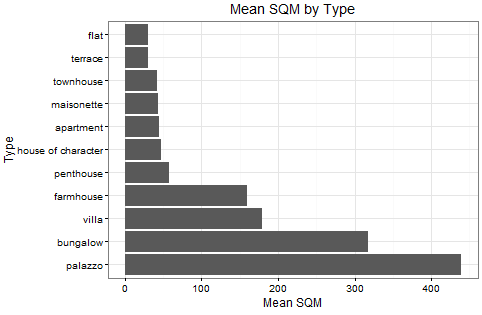 Mean SQM by Type
flat
terrace
townhouse
maisonette
apartment
house of character
penthouse
farmhouse
villa
bungalow
palazzo
Type
0 100 200 300 400
Mean SQM